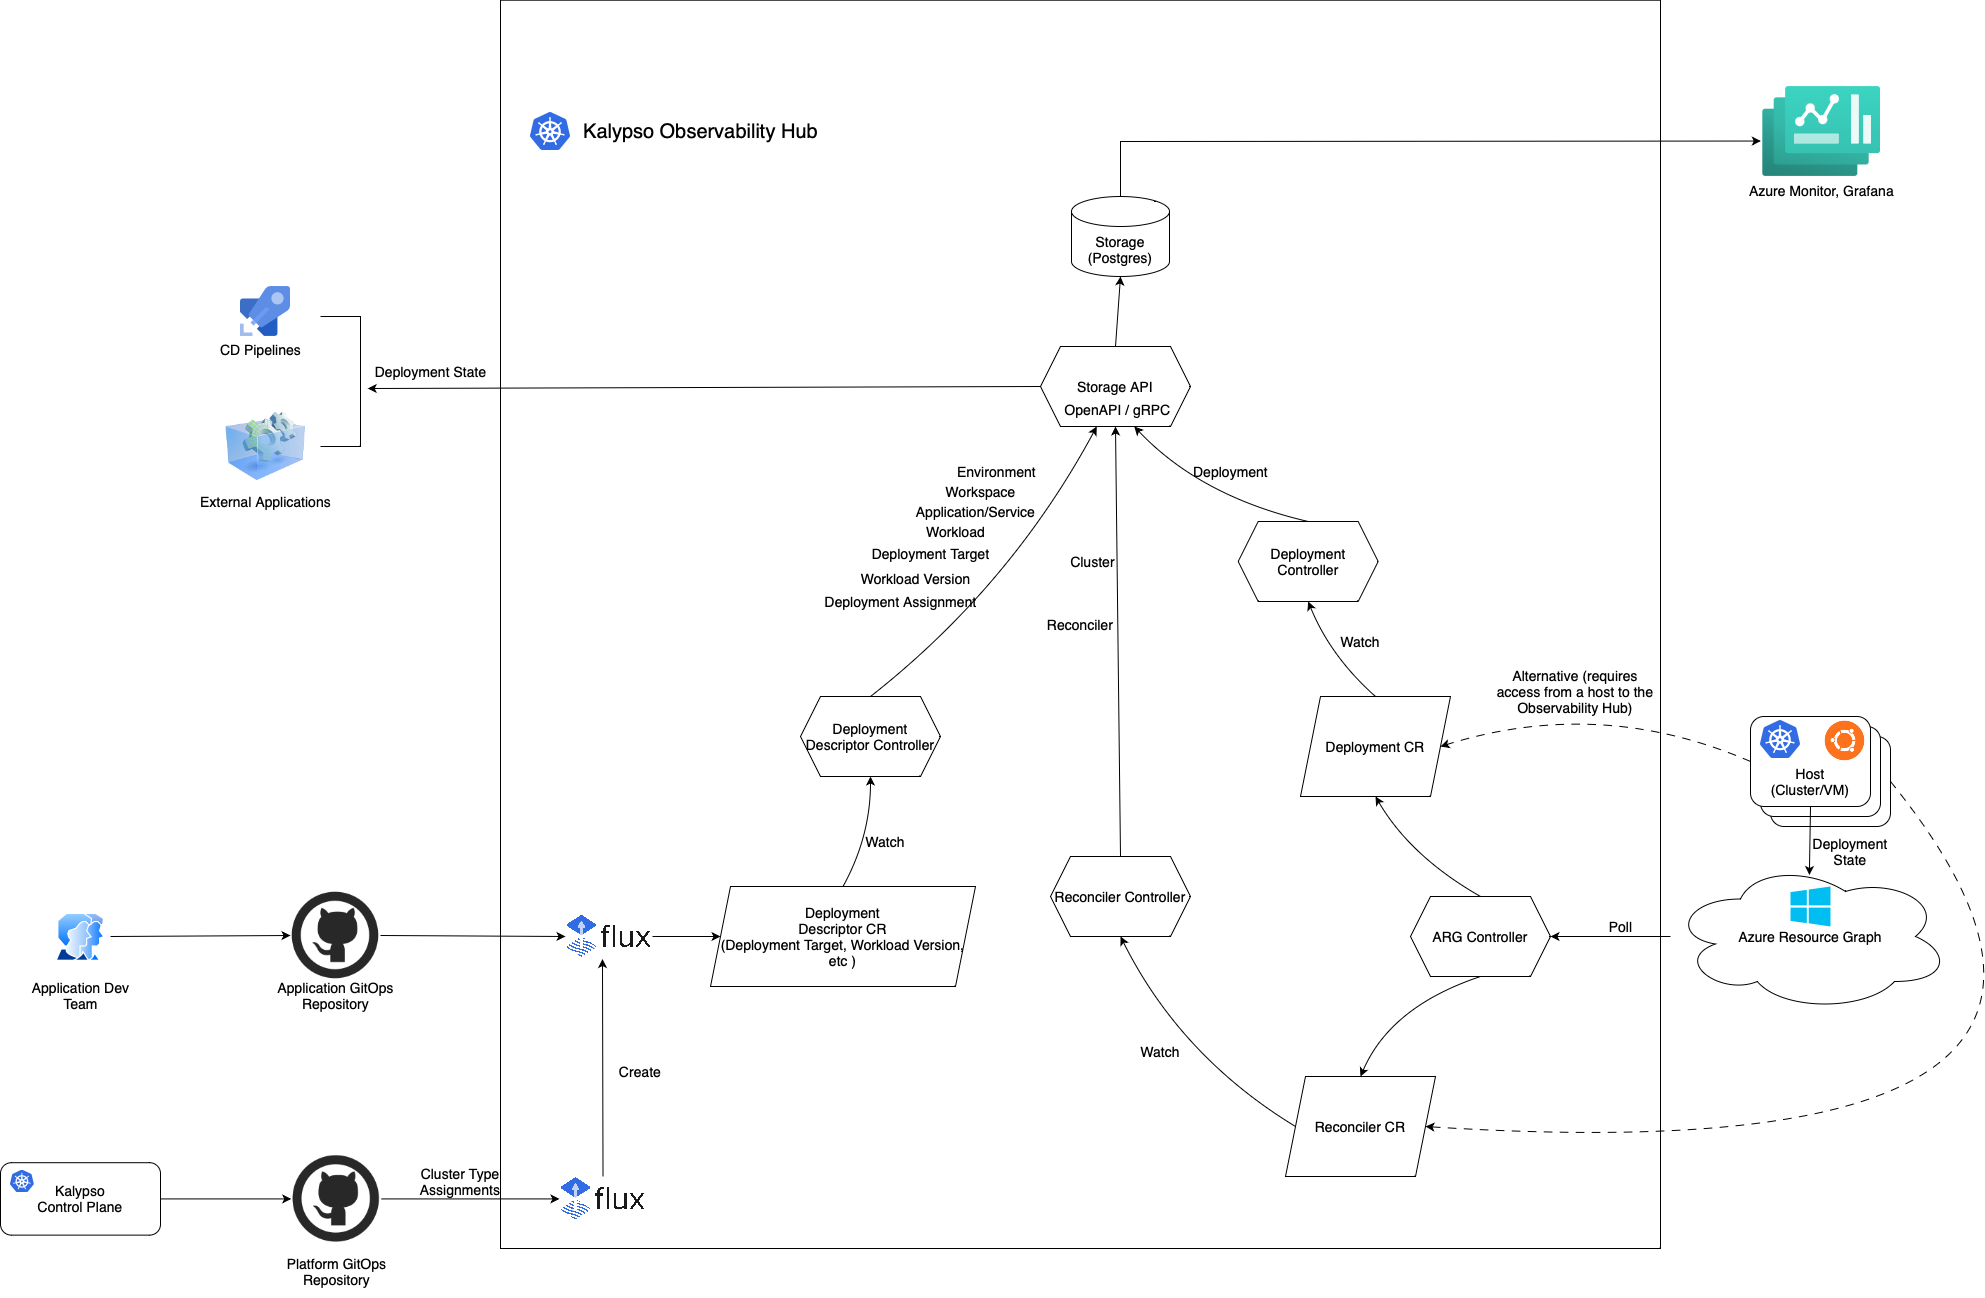 Kalypso Observability Hub
Azure Monitor, Grafana
Storage
(Postgres)
CD Pipelines
Deployment State
Storage API
OpenAPI / gRPC
External Applications
Environment
Workspace
Application/Service
Workload
Deployment Target
Workload Version
Deployment Assignment
Deployment
Cluster
Reconciler
Deployment
Controller
Watch
Alternative (requires
access from a host to the
Observability Hub)
Deployment
Descriptor Controller
Deployment CR
Host
(Cluster/VM)
Watch
Deployment
State
Reconciler Controller
Deployment
Descriptor CR
(Deployment Target, Workload Version,
etc )
flux
ARG Controller
Poll
Azure Resource Graph
Application Dev
Team
Application GitOps
Repository
Create
Watch
Reconciler CR
Kalypso
Control Plane
Cluster Type
Assignments
flux
Platform GitOps
Repository